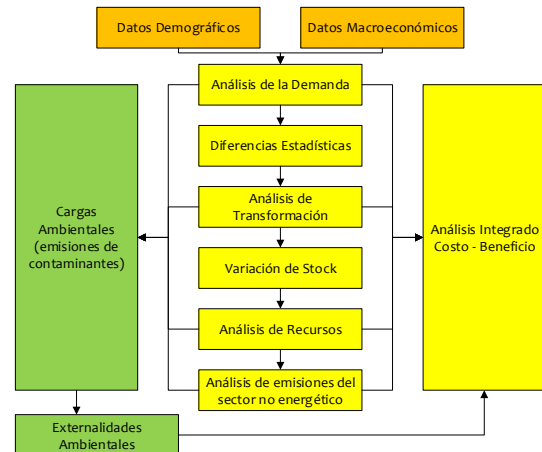 Datos Demográficos
Datos Macroeconómicos
Análisis de la Demanda
Diferencias Estadísticas
Análisis de
Transformación
Variación de Stock
Análisis de Recursos
Análisis de emisiones del
sector no energético
Cargas
Ambientales
(emisiones de
contaminantes)
Análisis Integrado
Costo - Beneficio
Externalidades
Ambientales